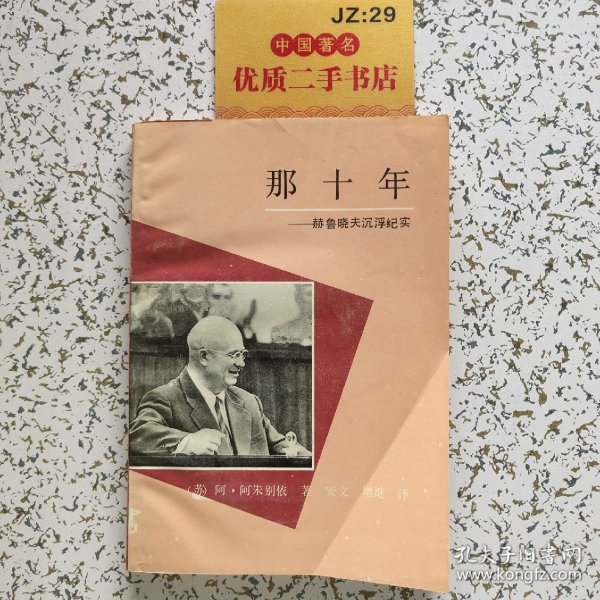 JZ:29
中国著名
优质二手书店
那十年
——赫鲁晓夫沉浮纪实
(苏) 阿·阿朱别依 著 安文 增继 译
孔夫子旧书网
www.kongfz.com